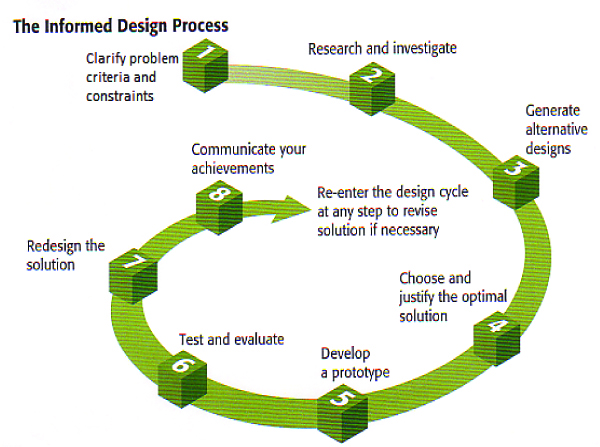 The Informed Design Process
1
Clarify problem
criteria and
constraints
Research and investigate
2
Generate
alternative
designs
3
Choose and
justify the optimal
solution
4
Develop
a prototype
5
Test and evaluate
6
Redesign the
solution
7
Communicate your
achievements
8
Re-enter the design cycle
at any step to revise
solution if necessary